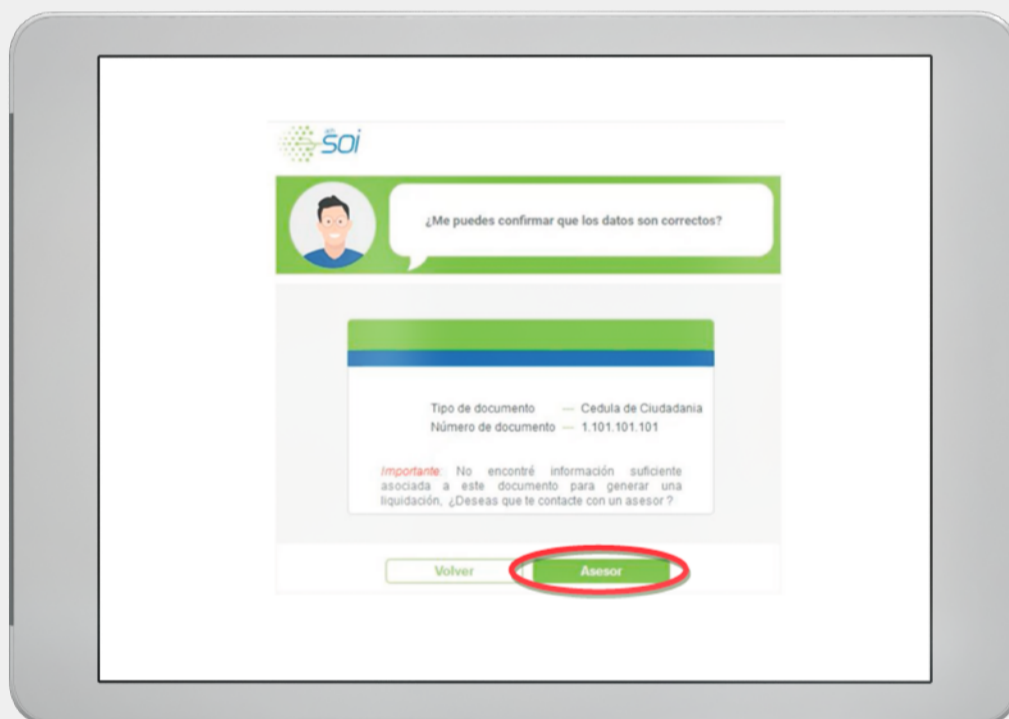 soi
¿Me puedes confirmar que los datos son correctos?
Tipo de documento — Cedula de Ciudadania
Número de documento — 1.101.101.101
Importante: No encontré información suficiente
asociada a este documento para generar una
liquidación, ¿Deseas que te contacte con un asesor ?
Volver
Asesor